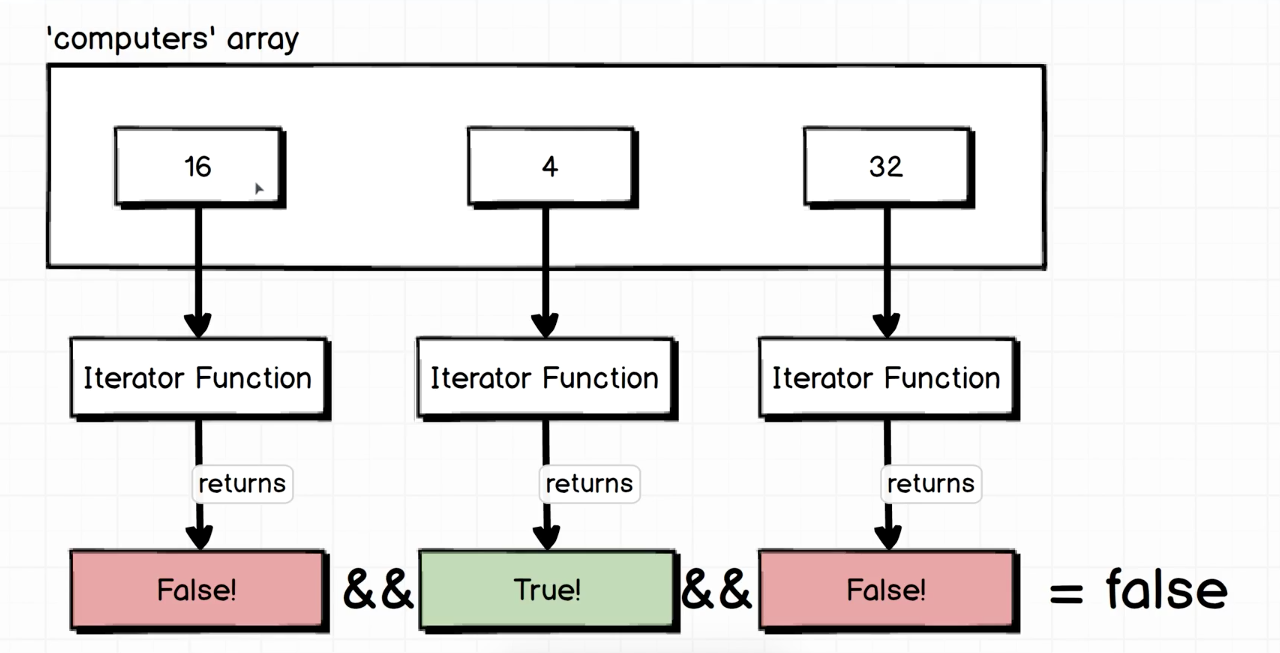 'computers' array
16 4 32
Iterator Function Iterator Function Iterator Function
returns returns returns
False! && True! && False! = false